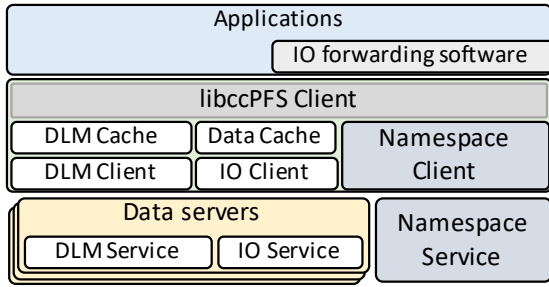 Applications
IO forwarding software
libccPFS Client
DLM Cache
Data Cache
Namespace
Client
DLM Client
IO Client
Data servers
DLM Service
IO Service
Namespace
Service